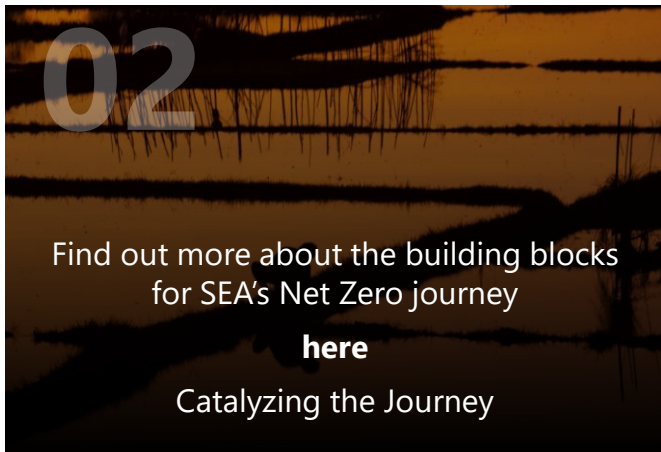 02
Find out more about the building blocks
for SEA’s Net Zero journey
here
Catalyzing the Journey